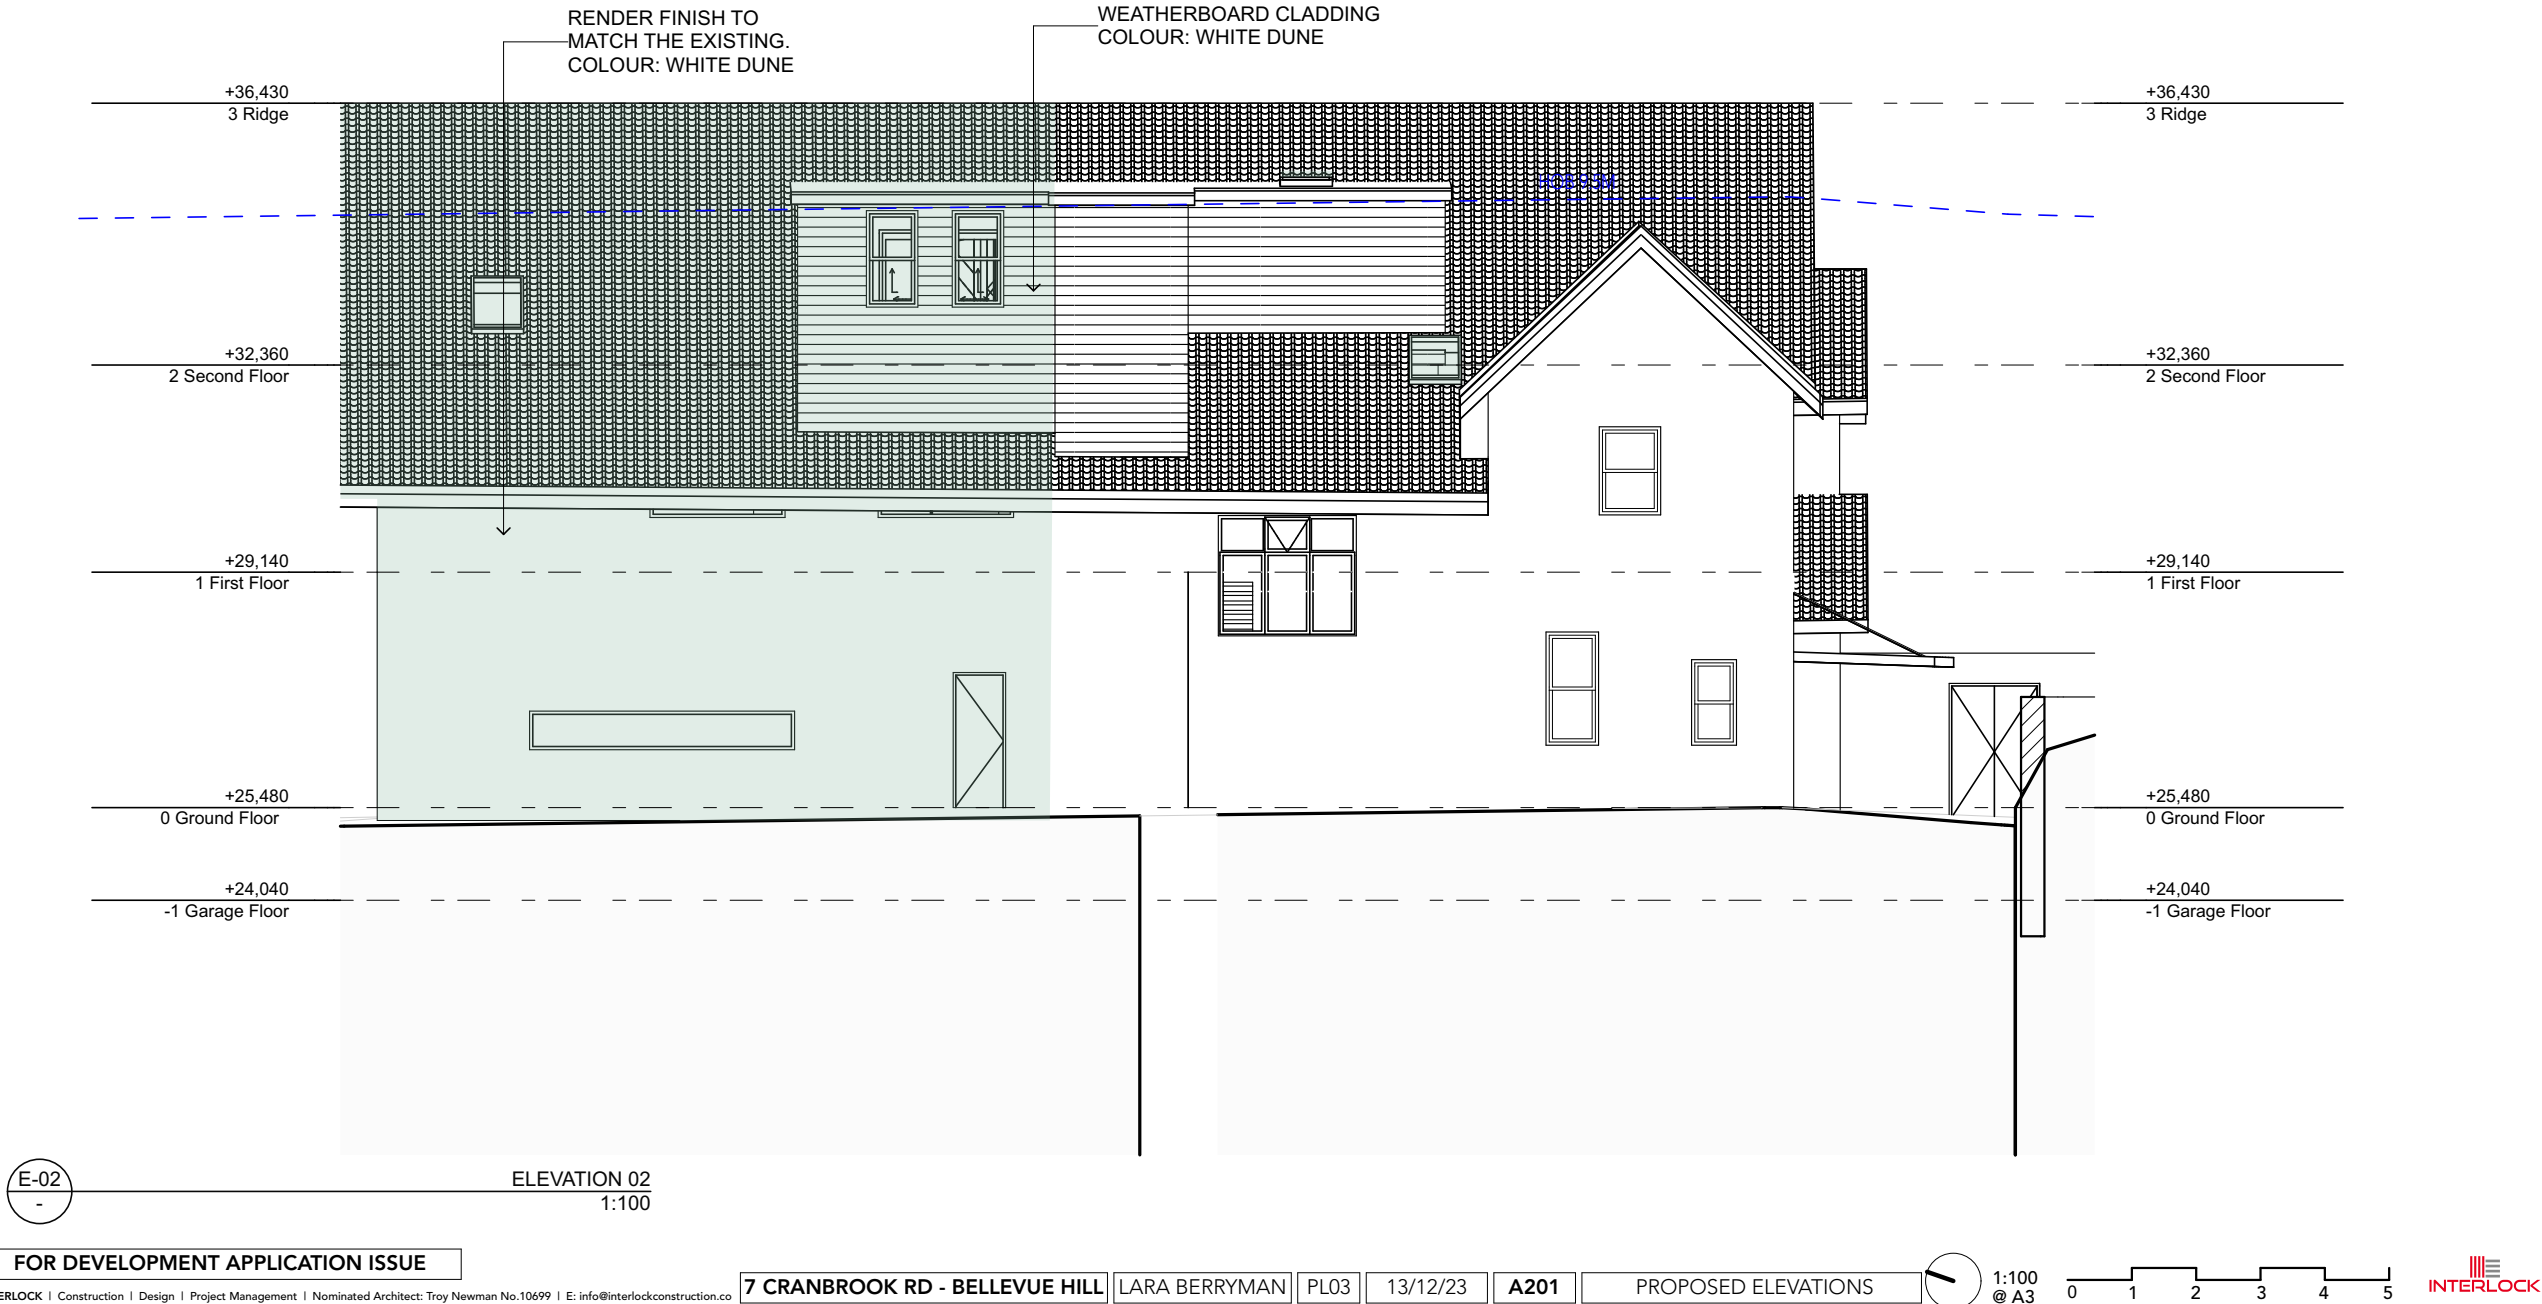 RENDER FINISH TO
MATCH THE EXISTING.
COLOUR: WHITE DUNE
WEATHERBOARD CLADDING
COLOUR: WHITE DUNE
+36,430
3 Ridge
+36,430
3 Ridge
HOB 9.5M
+32,360
2 Second Floor
+32,360
2 Second Floor
+29,140
1 First Floor
+29,140
1 First Floor
+25,480
0 Ground Floor
+25,480
0 Ground Floor
+24,040
-1 Garage Floor
+24,040
-1 Garage Floor
E-02
-
ELEVATION 02
1:100
FOR DEVELOPMENT APPLICATION ISSUE
ERLOCK | Construction | Design | Project Management | Nominated Architect: Troy Newman No.10699 | E: info@interlockconstruction.co
7 CRANBROOK RD - BELLEVUE HILL
LARA BERRYMAN
PL03
13/12/23
A201
PROPOSED ELEVATIONS
1:100
@ A3
0 1 2 3 4 5
INTERLOCK